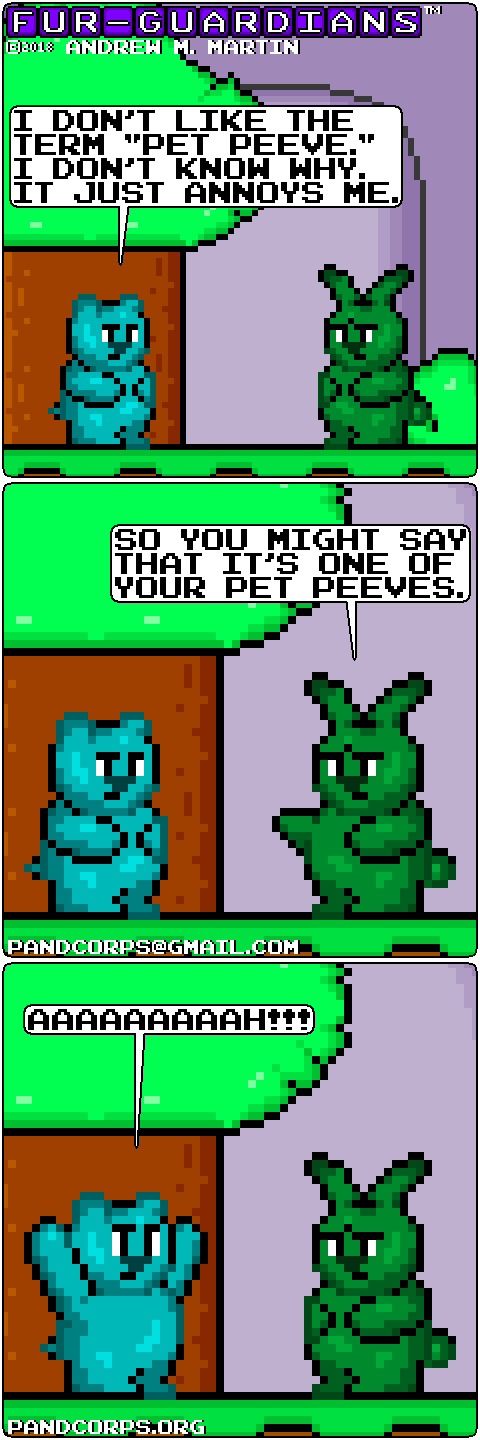 FUR-GUARDIANS™
©2018 ANDREW M. MARTIN
I DON'T LIKE THE
TERM "PET PEEVE."
I DON'T KNOW WHY.
IT JUST ANNOYS ME.
SO YOU MIGHT SAY
THAT IT'S ONE OF
YOUR PET PEEVES.
PANDCORPS@GMAIL.COM
AAAAAAAAAAH!!!
PANDCORPS.ORG